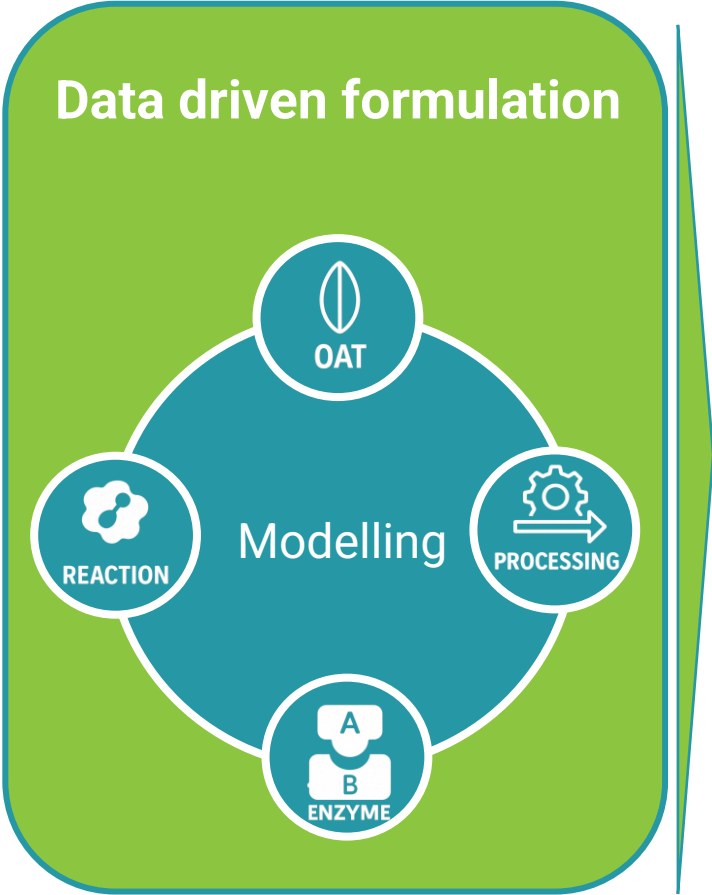 Data driven formulation
OAT
REACTION
Modelling
PROCESSING
A
B
ENZYME